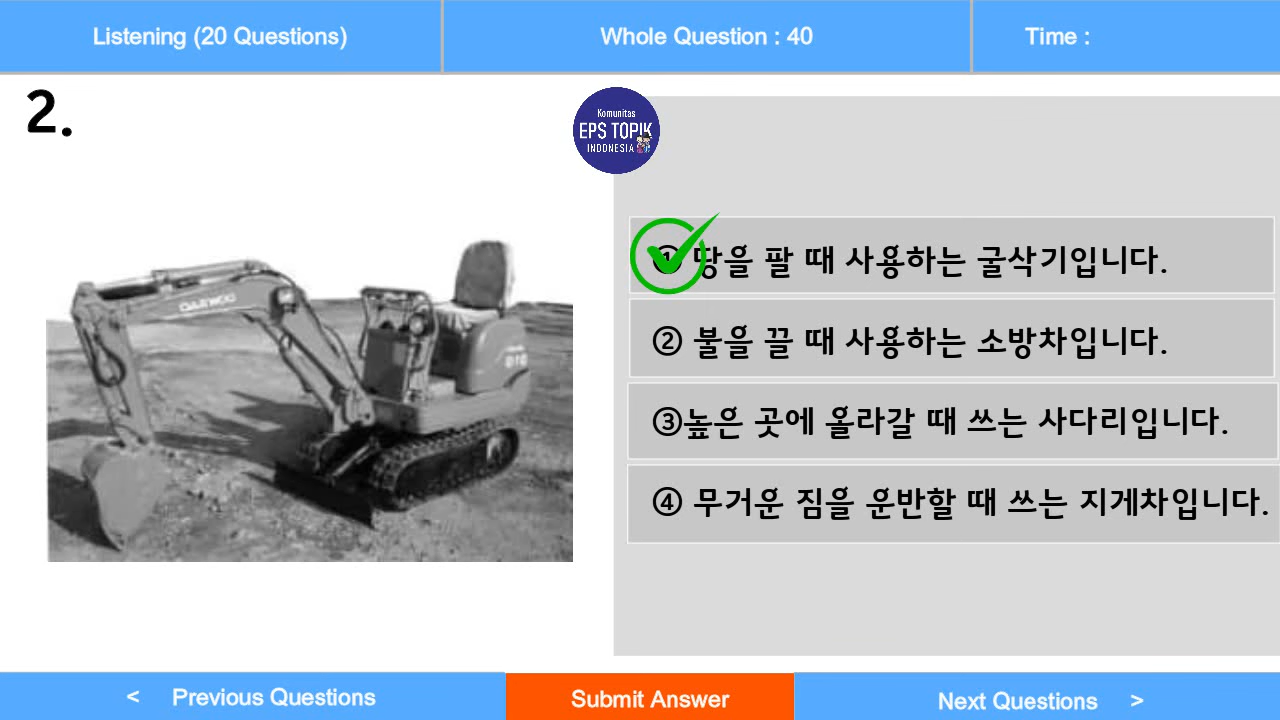 Listening (20 Questions)
Whole Question : 40
Time :
2.
Komunitas
EPS TOPIK
INDONESIA
DAEWOO
① 땅을 팔 때 사용하는 굴삭기입니다.
② 불을 끌 때 사용하는 소방차입니다.
③높은 곳에 올라갈 때 쓰는 사다리입니다.
④ 무거운 짐을 운반할 때 쓰는 지게차입니다.
< Previous Questions
Submit Answer
Next Questions >